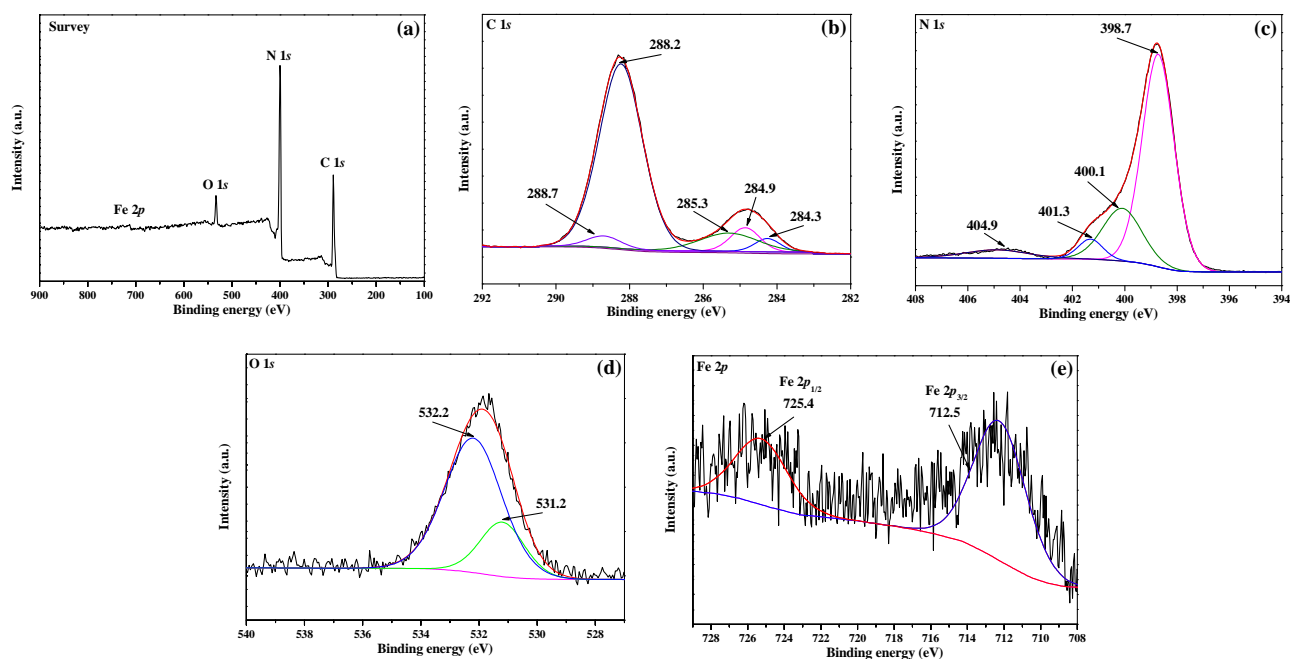 Survey
(a)
N 1s
C 1s
O 1s
Fe 2p
Intensity (a.u.)
900 800 700 600 500 400 300 200 100
Binding energy (eV)
C 1s
(b)
288.2
288.7
285.3
284.9
284.3
Intensity (a.u.)
292 290 288 286 284 282
Binding energy (eV)
N 1s
(c)
398.7
400.1
401.3
404.9
Intensity (a.u.)
408 406 404 402 400 398 396 394
Binding energy (eV)
O 1s
(d)
532.2
531.2
Intensity (a.u.)
540 538 536 534 532 530 528
Binding energy (eV)
Fe 2p
(e)
Fe 2p1/2
725.4
Fe 2p3/2
712.5
Intensity (a.u.)
728 726 724 722 720 718 716 714 712 710 708
Binding energy (eV)